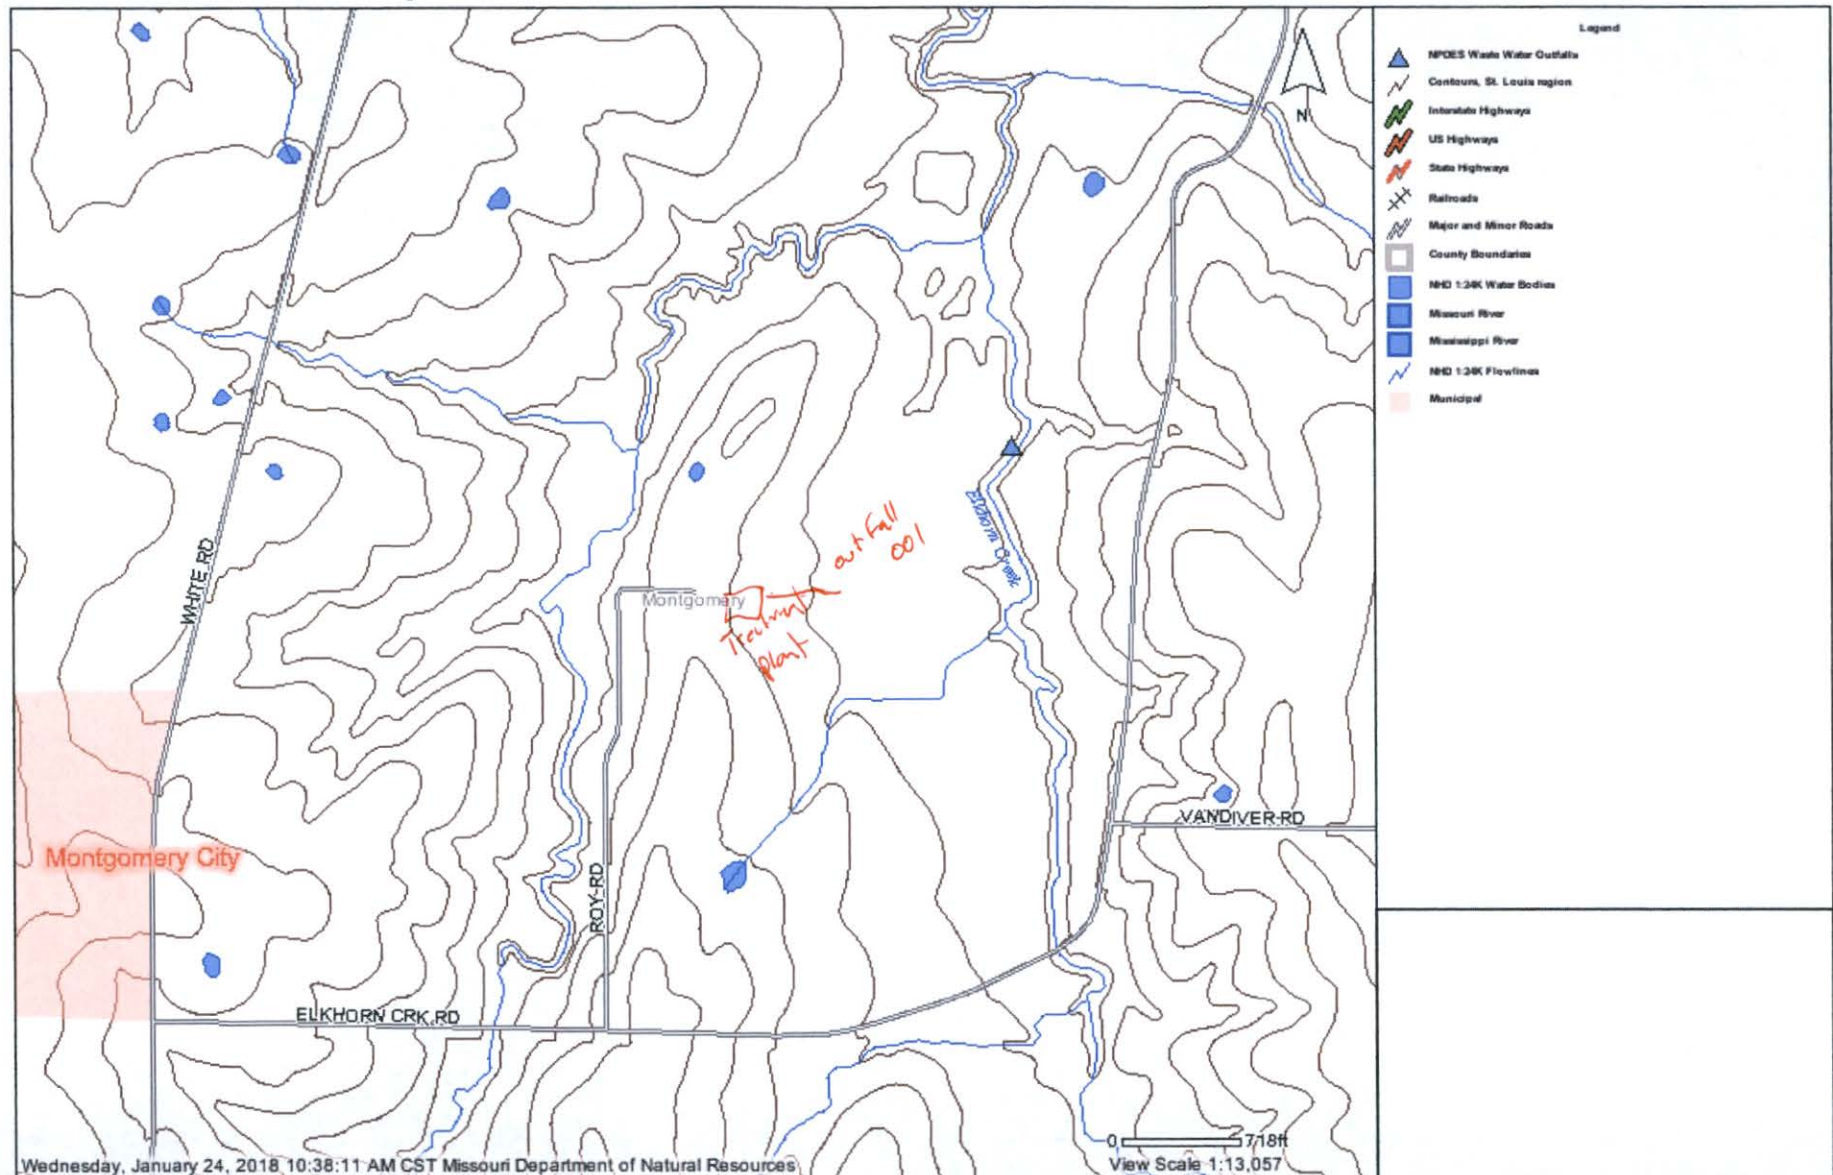 Legend
NPDES Waste Water Outfalls
Contours, St. Louis region
Interstate Highways
US Highways
State Highways
Railroads
Major and Minor Roads
County Boundaries
NHD 1:24K Water Bodies
Missouri River
Mississippi River
NHD 1:24K Flowlines
Municipal
N
Elkhorn Creek
outfall
001
WHITE RD
Montgomery
Treatment
plant
VANDIVER RD
Montgomery City
ROY RD
ELKHORN CRK RD
0 718ft
Wednesday, January 24, 2018 10:38:11 AM CST Missouri Department of Natural Resources
View Scale 1:13,057